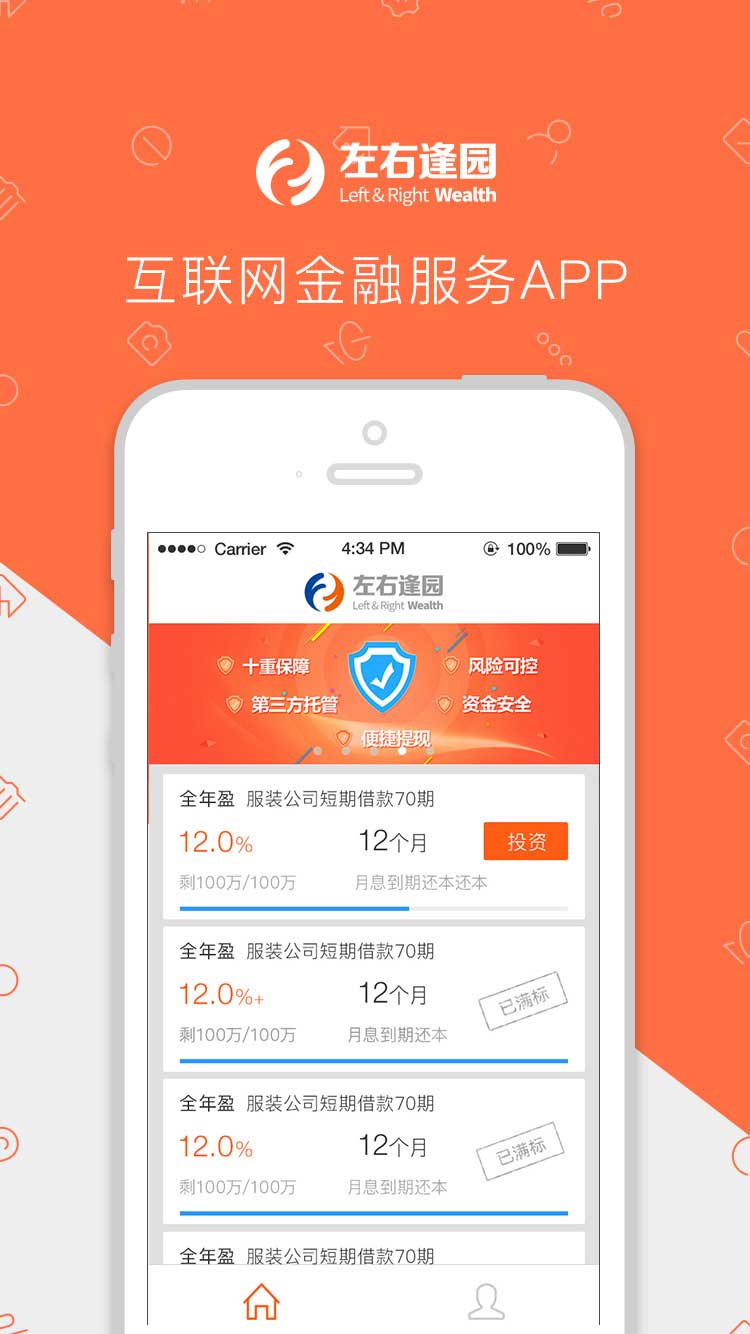 左右逢园
Left & Right Wealth
互联网金融服务APP
Carrier 4:34 PM 100%
左右逢园
Left & Right Wealth
十重保障 风险可控
第三方托管 资金安全
便捷提现
全年盈 服装公司短期借款70期
12.0% 12个月 投资
剩100万/100万 月息到期还本还本
全年盈 服装公司短期借款70期
12.0%+ 12个月 已满标
剩100万/100万 月息到期还本
全年盈 服装公司短期借款70期
12.0% 12个月 已满标
剩100万/100万 月息到期还本
全年盈 服装公司短期借款70期